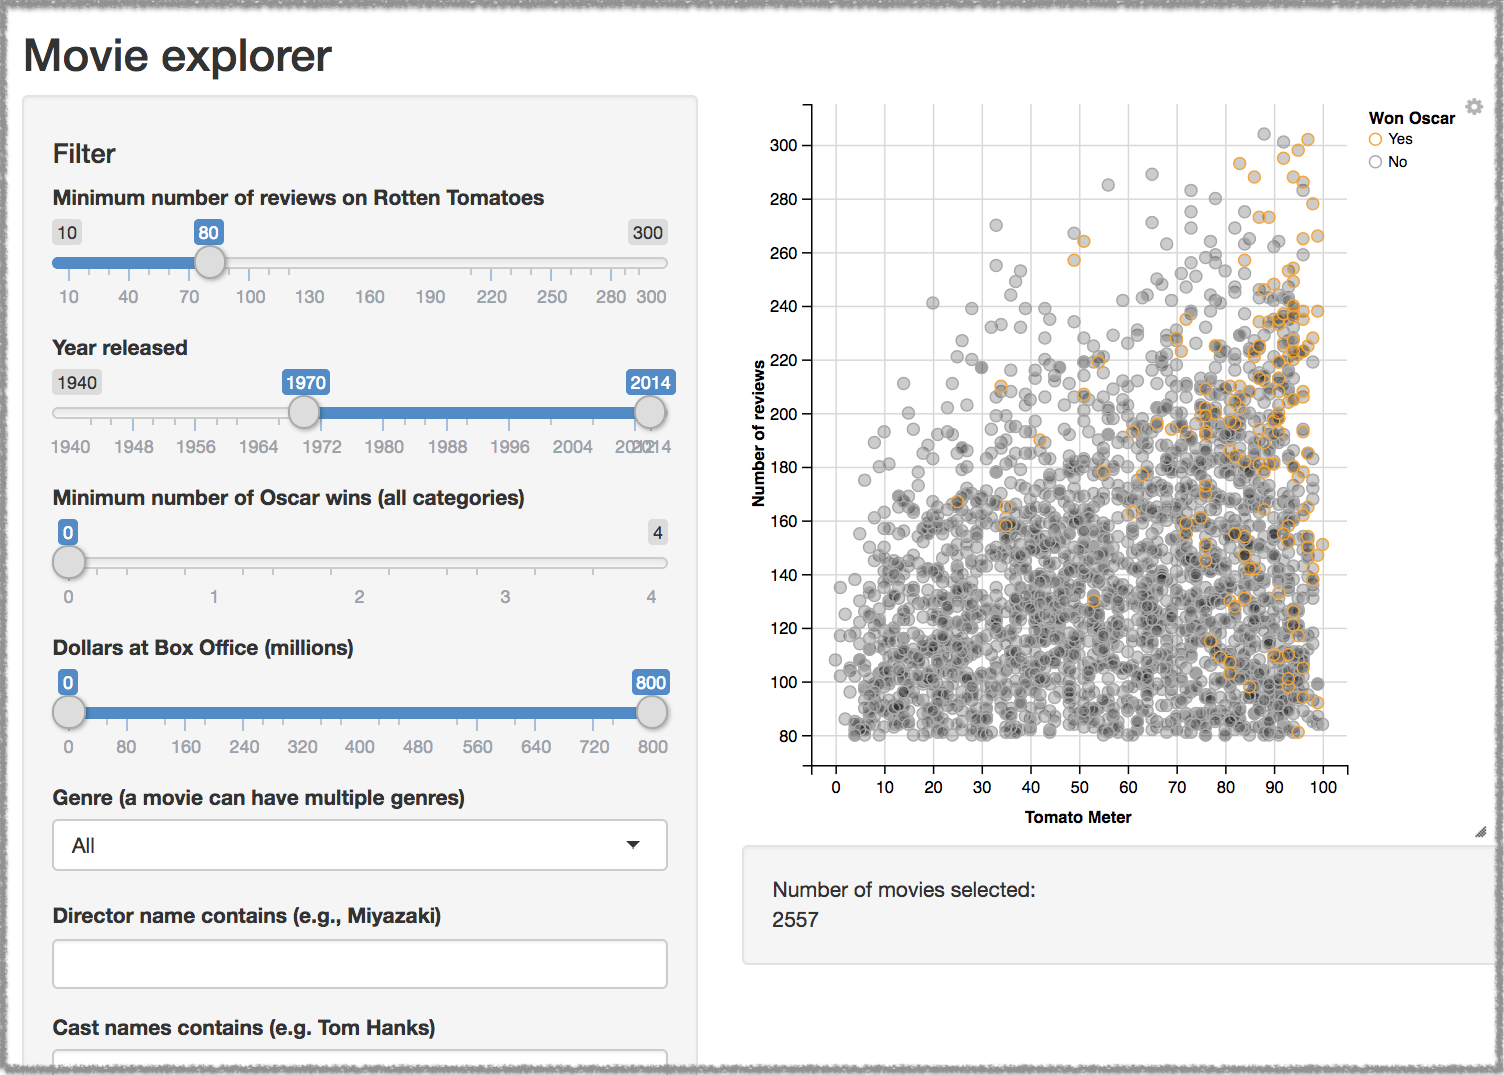 Movie explorer
Filter
Minimum number of reviews on Rotten Tomatoes
10 80 300
10 40 70 100 130 160 190 220 250 280 300
Year released
1940 1970 2014
1940 1948 1956 1964 1972 1980 1988 1996 2004 2012 2014
Minimum number of Oscar wins (all categories)
0 4
0 1 2 3 4
Dollars at Box Office (millions)
0 800
0 80 160 240 320 400 480 560 640 720 800
Genre (a movie can have multiple genres)
All
Director name contains (e.g., Miyazaki)
Cast names contains (e.g. Tom Hanks)
Won Oscar
Yes
No
Number of reviews
300
280
260
240
220
200
180
160
140
120
100
80
0 10 20 30 40 50 60 70 80 90 100
Tomato Meter
Number of movies selected:
2557